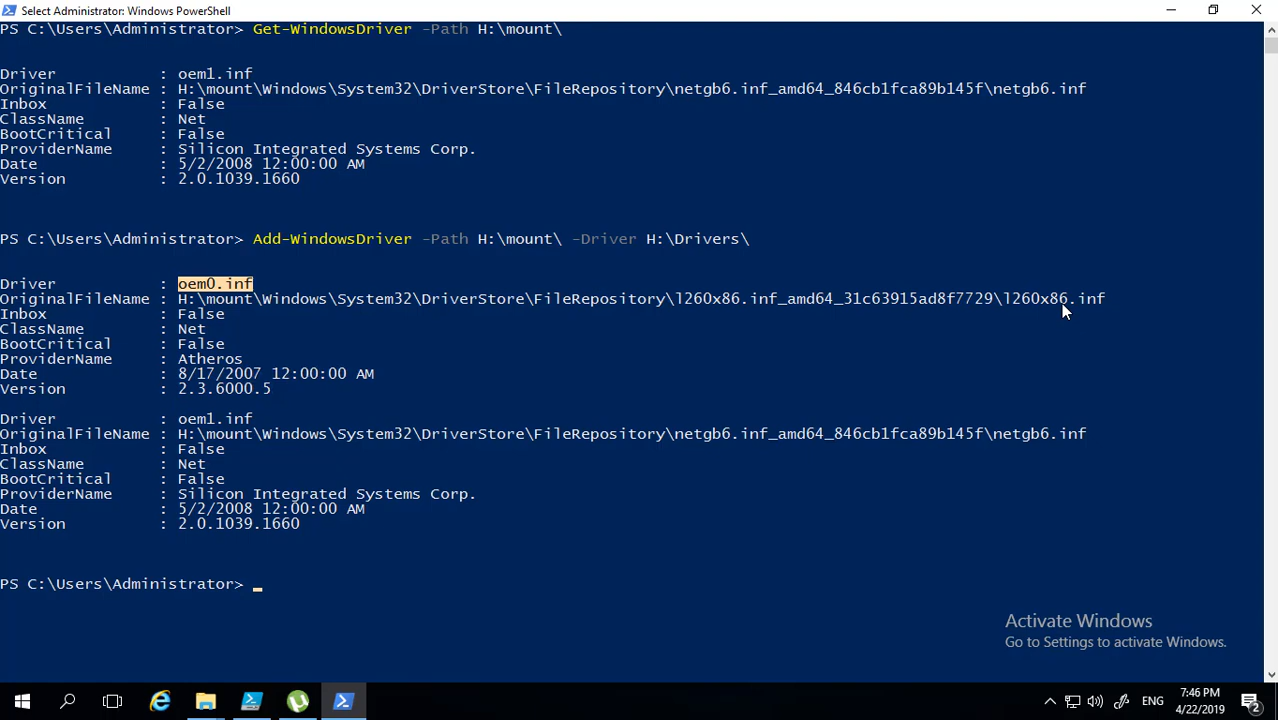 Select Administrator: Windows PowerShell
PS C:\Users\Administrator> Get-WindowsDriver -Path H:\mount\
Driver : oem1.inf
OriginalFileName : H:\mount\Windows\System32\DriverStore\FileRepository\netgb6.inf_amd64_846cb1fca89b145f\netgb6.inf
Inbox : False
ClassName : Net
BootCritical : False
ProviderName : Silicon Integrated Systems Corp.
Date : 5/2/2008 12:00:00 AM
Version : 2.0.1039.1660
PS C:\Users\Administrator> Add-WindowsDriver -Path H:\mount\ -Driver H:\Drivers\
Driver : oem0.inf
OriginalFileName : H:\mount\Windows\System32\DriverStore\FileRepository\l260x86.inf_amd64_31c63915ad8f7729\l260x86.inf
Inbox : False
ClassName : Net
BootCritical : False
ProviderName : Atheros
Date : 8/17/2007 12:00:00 AM
Version : 2.3.6000.5
Driver : oem1.inf
OriginalFileName : H:\mount\Windows\System32\DriverStore\FileRepository\netgb6.inf_amd64_846cb1fca89b145f\netgb6.inf
Inbox : False
ClassName : Net
BootCritical : False
ProviderName : Silicon Integrated Systems Corp.
Date : 5/2/2008 12:00:00 AM
Version : 2.0.1039.1660
PS C:\Users\Administrator> _
Activate Windows
Go to Settings to activate Windows.
ENG
7:46 PM
4/22/2019
2